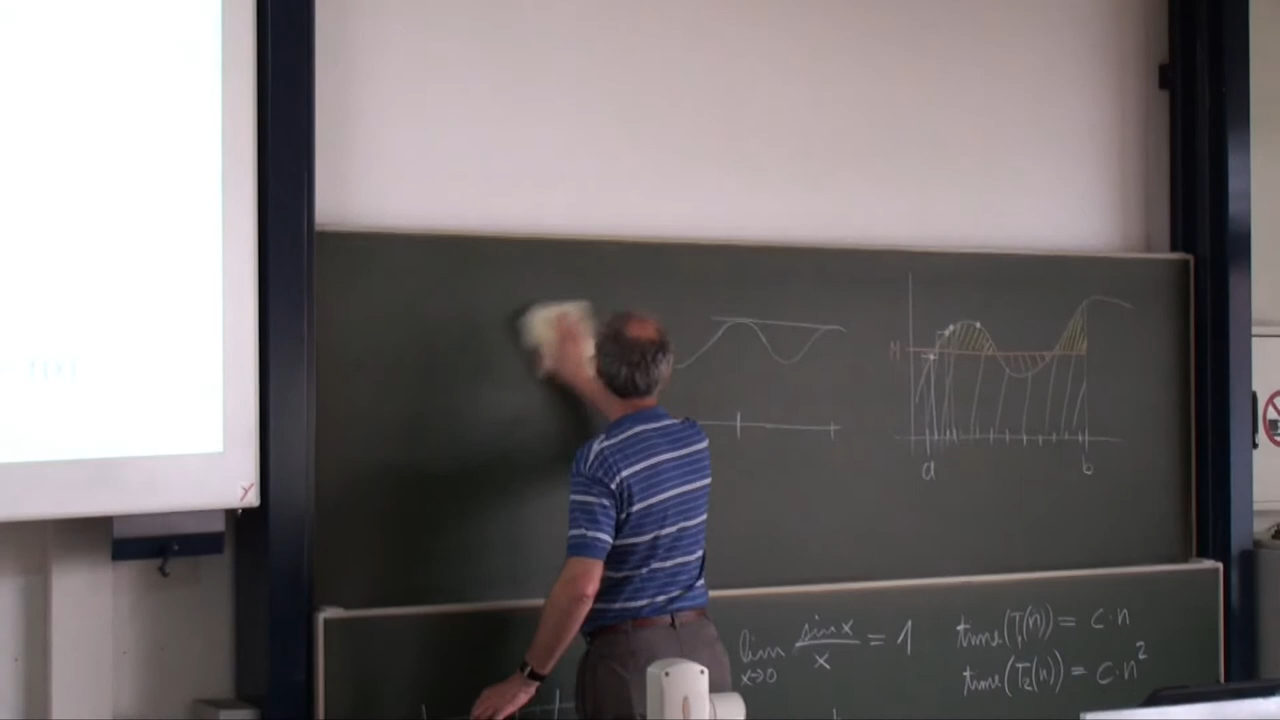 M
a
b
lim sin x / x = 1
x→0
time(T₁(n)) = c·n
time(T₂(n)) = c·n²